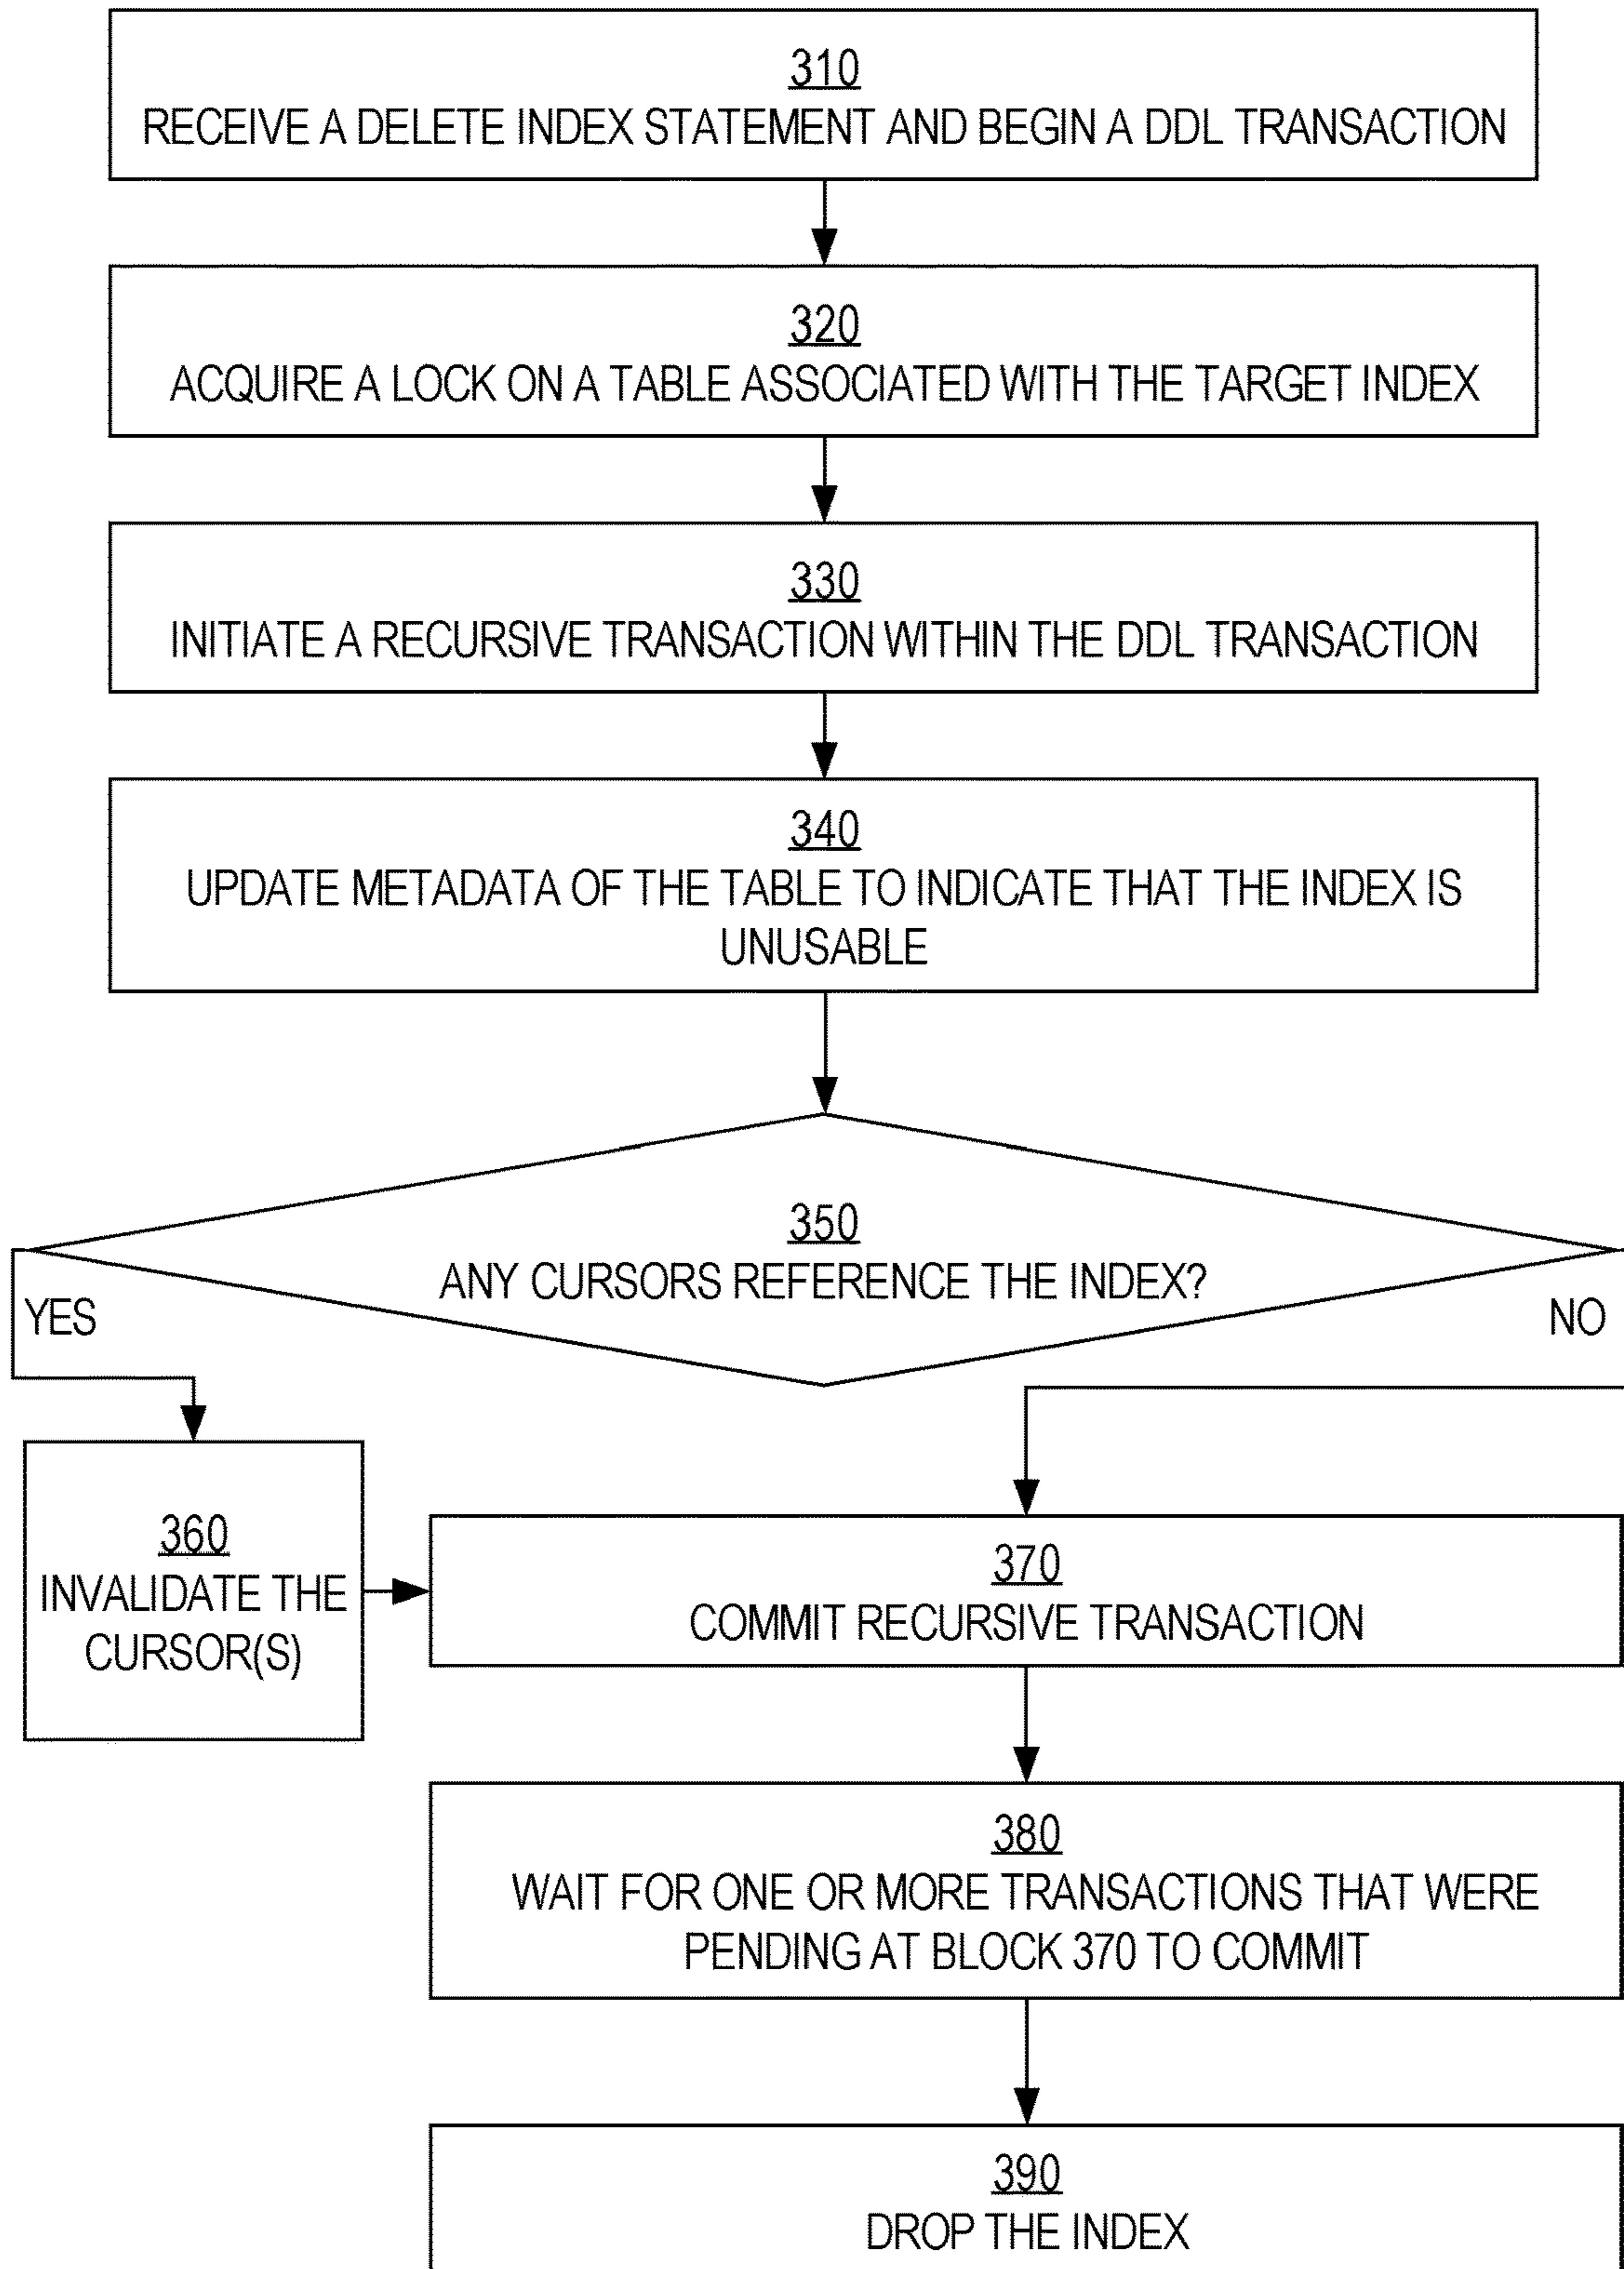 310
RECEIVE A DELETE INDEX STATEMENT AND BEGIN A DDL TRANSACTION
320
ACQUIRE A LOCK ON A TABLE ASSOCIATED WITH THE TARGET INDEX
330
INITIATE A RECURSIVE TRANSACTION WITHIN THE DDL TRANSACTION
340
UPDATE METADATA OF THE TABLE TO INDICATE THAT THE INDEX IS
UNUSABLE
350
ANY CURSORS REFERENCE THE INDEX?
YES
NO
360
INVALIDATE THE
CURSOR(S)
370
COMMIT RECURSIVE TRANSACTION
380
WAIT FOR ONE OR MORE TRANSACTIONS THAT WERE
PENDING AT BLOCK 370 TO COMMIT
390
DROP THE INDEX